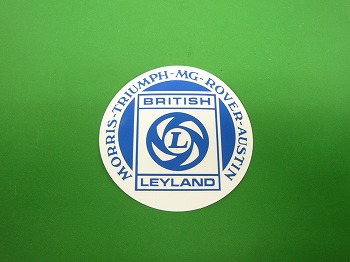 MORRIS-TRIUMPH-MG-ROVER-AUSTIN
BRITISH
L
LEYLAND